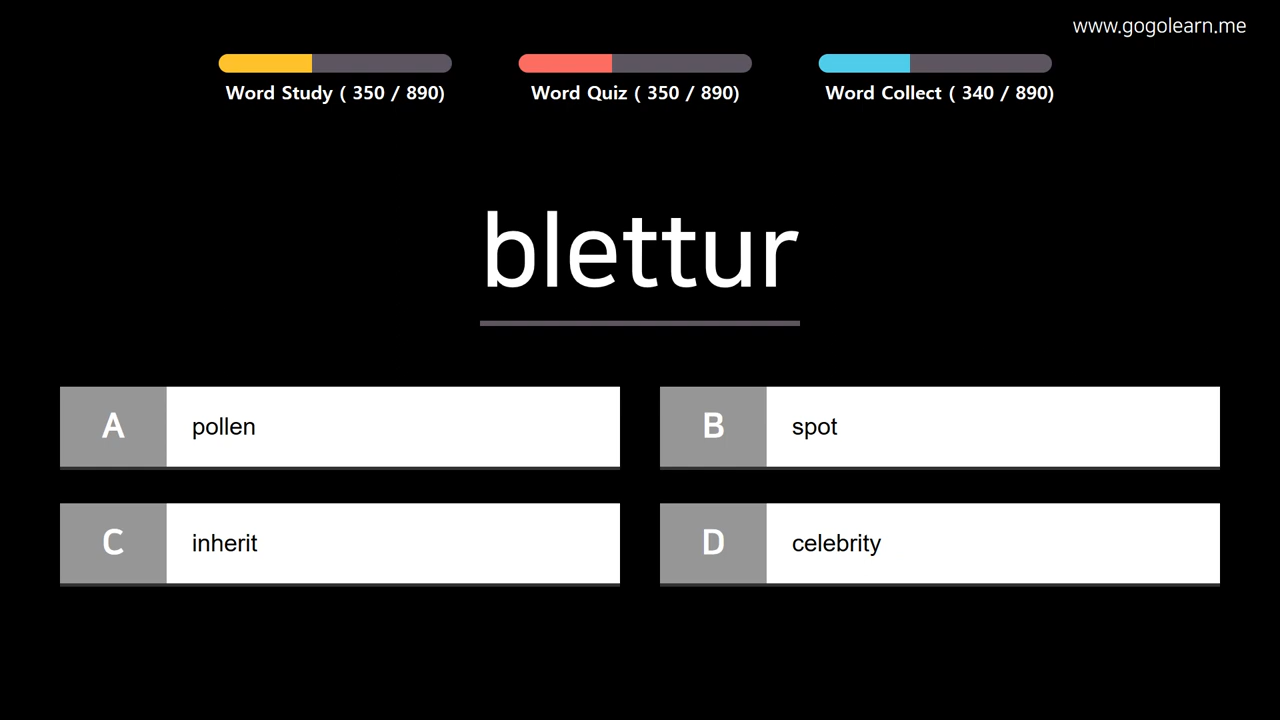 www.gogolearn.me
Word Study ( 350 / 890)
Word Quiz ( 350 / 890)
Word Collect ( 340 / 890)
blettur
A pollen
B spot
C inherit
D celebrity